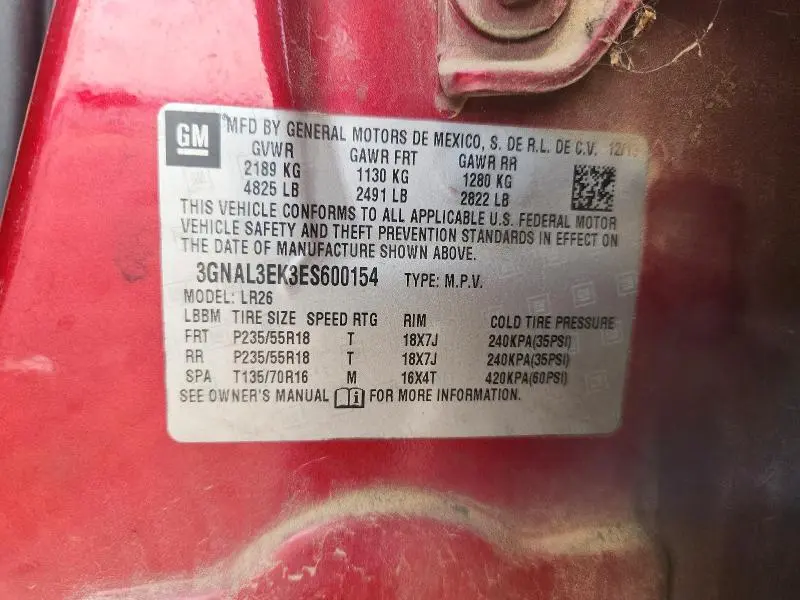 GM
MFD BY GENERAL MOTORS DE MEXICO, S. DE R.L. DE C.V.
GVWR GAWR FRT GAWR RR
2189 KG 1130 KG 1280 KG
4825 LB 2491 LB 2822 LB
THIS VEHICLE CONFORMS TO ALL APPLICABLE U.S. FEDERAL MOTOR
VEHICLE SAFETY AND THEFT PREVENTION STANDARDS IN EFFECT ON
THE DATE OF MANUFACTURE SHOWN ABOVE.
3GNAL3EK3ES600154 TYPE: M.P.V.
MODEL: LR26
LBBM TIRE SIZE SPEED RTG RIM COLD TIRE PRESSURE
FRT P235/55R18 T 18X7J 240KPA(35PSI)
RR P235/55R18 T 18X7J 240KPA(35PSI)
SPA T135/70R16 M 16X4T 420KPA(60PSI)
SEE OWNER'S MANUAL FOR MORE INFORMATION.